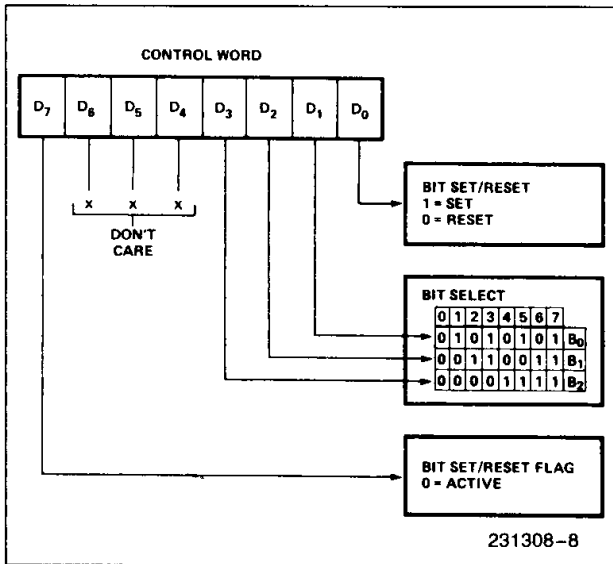 CONTROL WORD
D7 D6 D5 D4 D3 D2 D1 D0
X X X
DON'T
CARE
BIT SET/RESET
1 = SET
0 = RESET
BIT SELECT
0 1 2 3 4 5 6 7
0 1 0 1 0 1 0 1 B0
0 0 1 1 0 0 1 1 B1
0 0 0 0 1 1 1 1 B2
BIT SET/RESET FLAG
0 = ACTIVE
231308-8